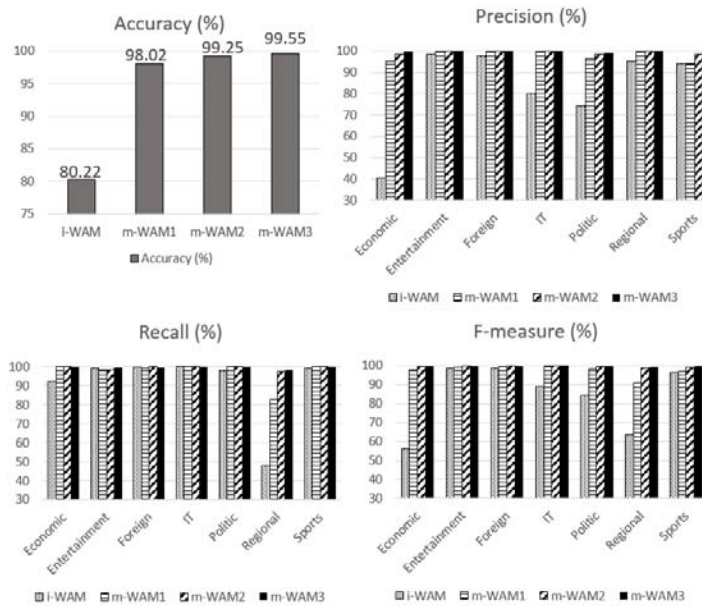 Accuracy (%)
100
95
90
85
80
75
80.22
98.02
99.25
99.55
i-WAM
m-WAM1
m-WAM2
m-WAM3
Accuracy (%)
Precision (%)
100
90
80
70
60
50
40
30
Economic
Entertainment
Foreign
IT
Politic
Regional
Sports
i-WAM
m-WAM1
m-WAM2
m-WAM3
Recall (%)
100
90
80
70
60
50
40
30
Economic
Entertainment
Foreign
IT
Politic
Regional
Sports
i-WAM
m-WAM1
m-WAM2
m-WAM3
F-measure (%)
100
90
80
70
60
50
40
30
Economic
Entertainment
Foreign
IT
Politic
Regional
Sports
i-WAM
m-WAM1
m-WAM2
m-WAM3